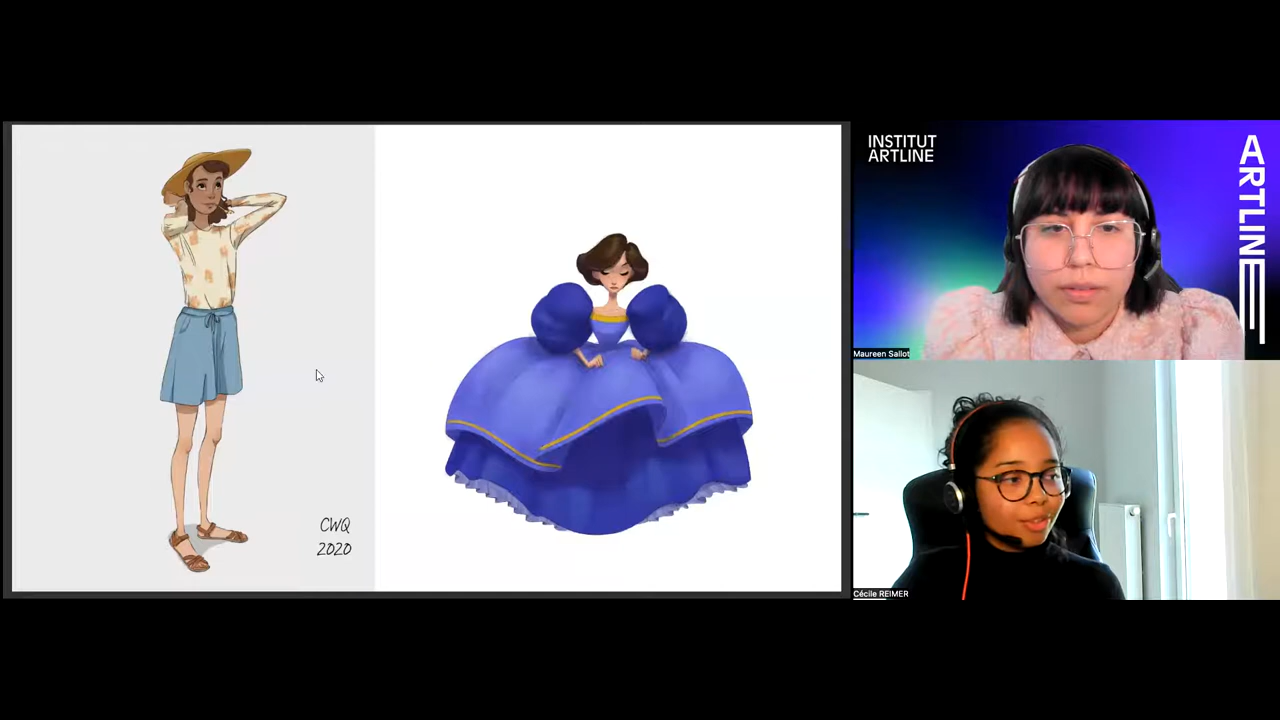 CWQ
2020
INSTITUT
ARTLINE
ARTLINE
Maureen Sallot
Cécile REIMER